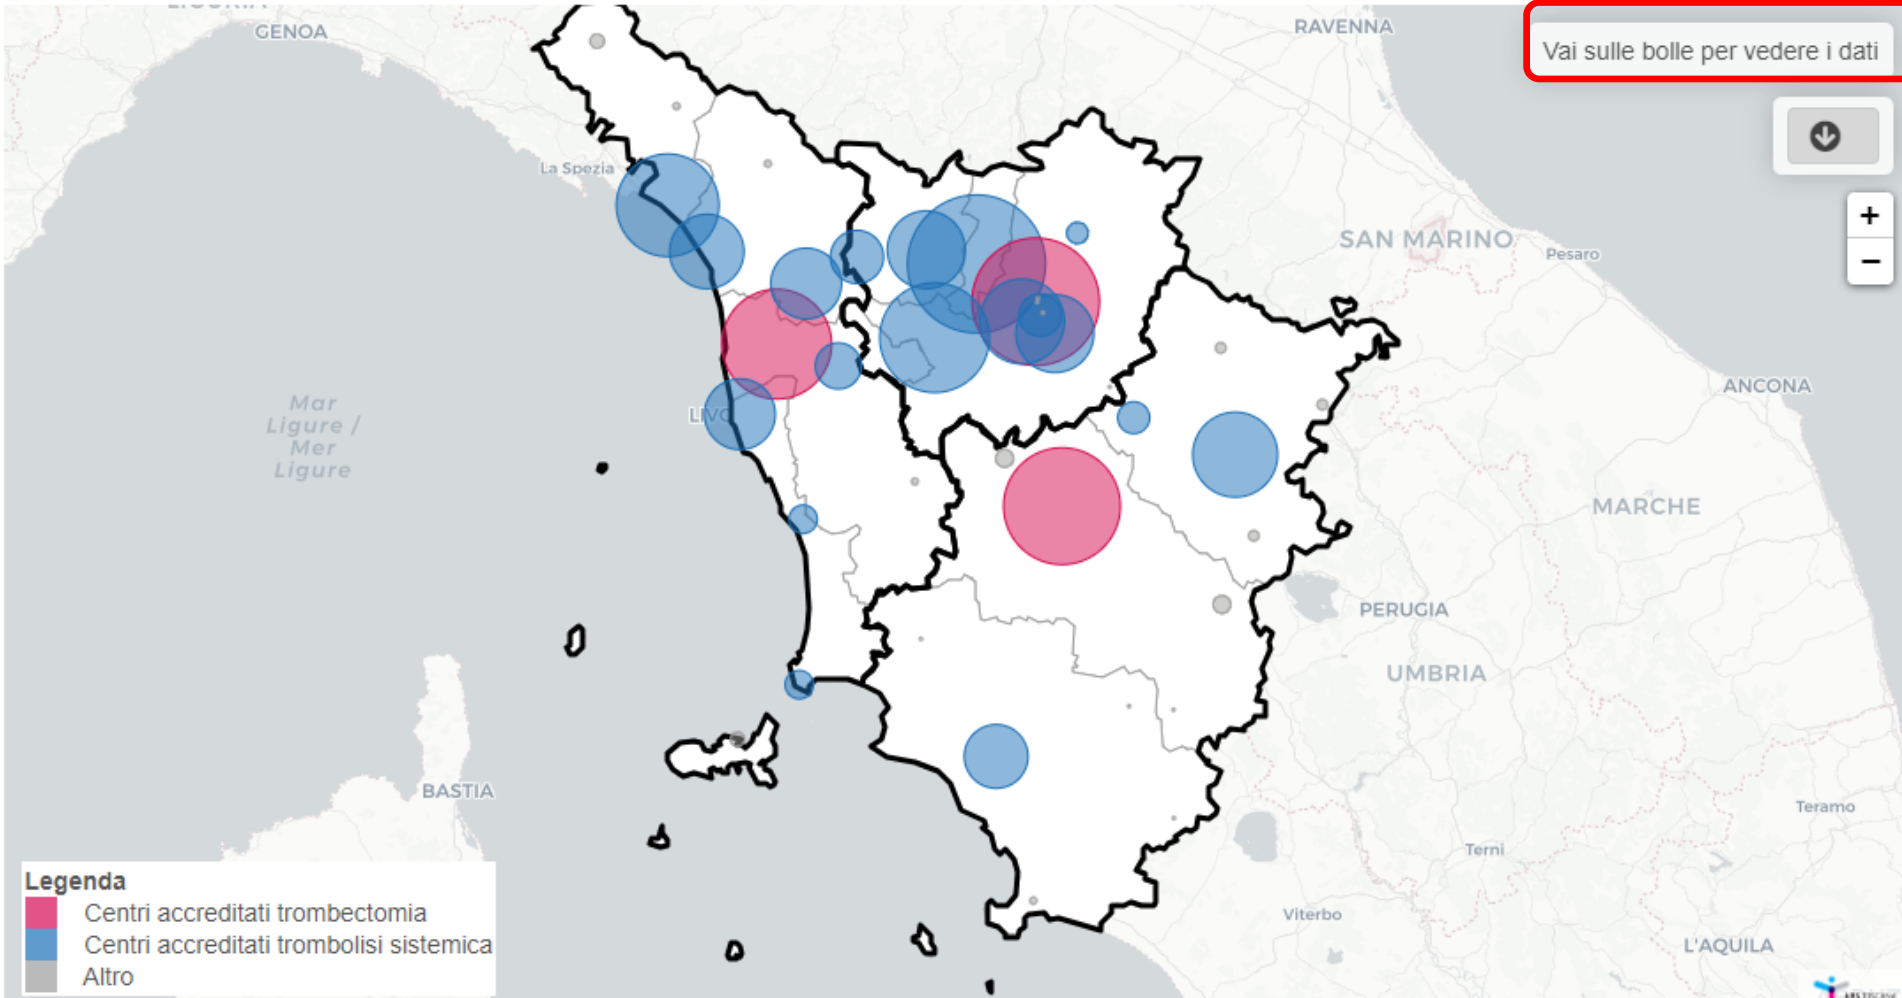 LIGURIA
GENOA
RAVENNA
Vai sulle bolle per vedere i dati
La Spezia
+
−
SAN MARINO
Pesaro
ANCONA
Mar
Ligure /
Mer
Ligure
LIVO
MARCHE
PERUGIA
UMBRIA
BASTIA
Teramo
Terni
Viterbo
L'AQUILA
Legenda
Centri accreditati trombectomia
Centri accreditati trombolisi sistemica
Altro